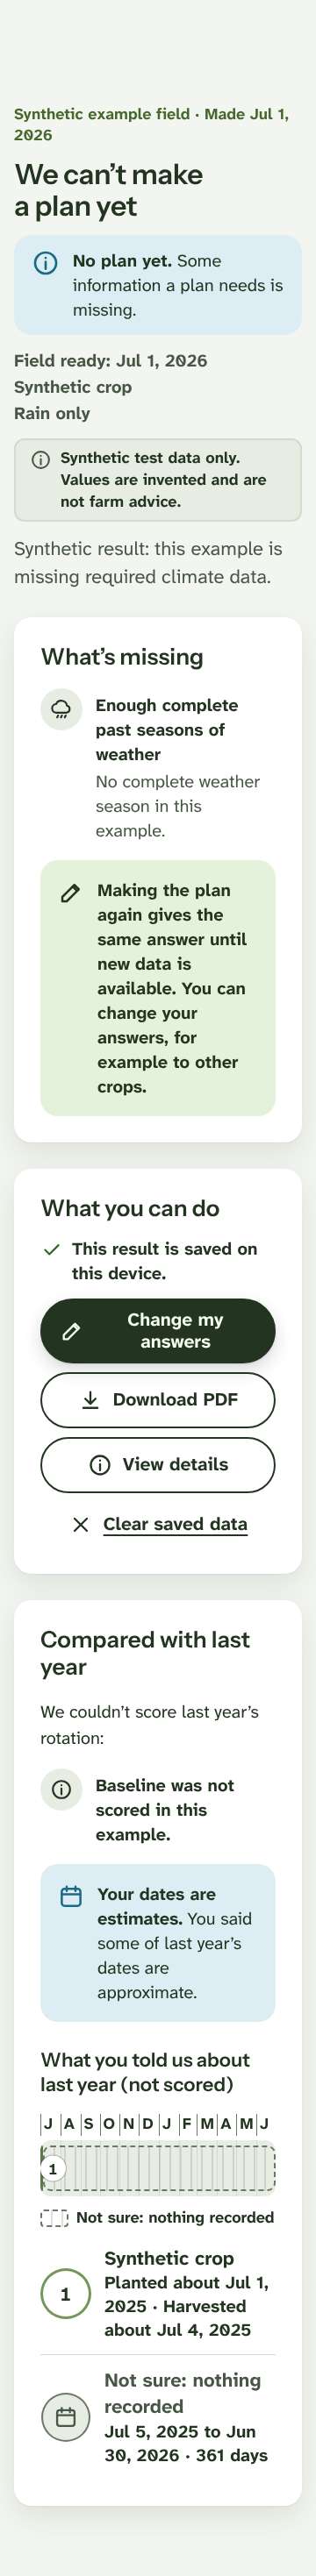 Synthetic example field · Made Jul 1,
2026
We can’t make
a plan yet
No plan yet. Some
information a plan needs is
missing.
Field ready: Jul 1, 2026
Synthetic crop
Rain only
Synthetic test data only.
Values are invented and are
not farm advice.
Synthetic result: this example is
missing required climate data.
What’s missing
Enough complete
past seasons of
weather
No complete weather
season in this
example.
Making the plan
again gives the
same answer until
new data is
available. You can
change your
answers, for
example to other
crops.
What you can do
This result is saved on
this device.
Change my
answers
Download PDF
View details
Clear saved data
Compared with last
year
We couldn’t score last year’s
rotation:
Baseline was not
scored in this
example.
Your dates are
estimates. You said
some of last year’s
dates are
approximate.
What you told us about
last year (not scored)
J A S O N D J F M A M J
1
Not sure: nothing recorded
1
Synthetic crop
Planted about Jul 1,
2025 · Harvested
about Jul 4, 2025
Not sure: nothing
recorded
Jul 5, 2025 to Jun
30, 2026 · 361 days